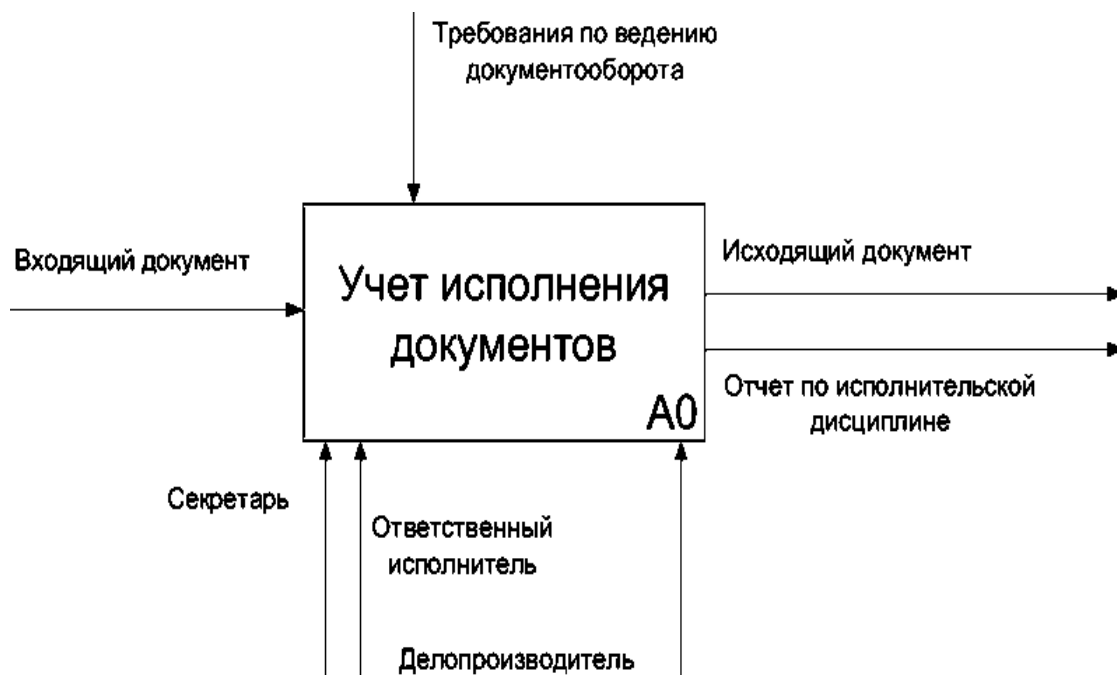 Требования по ведению
документооборота
Входящий документ
Учет исполнения
документов
А0
Исходящий документ
Отчет по исполнительской
дисциплине
Секретарь
Ответственный
исполнитель
Делопроизводитель